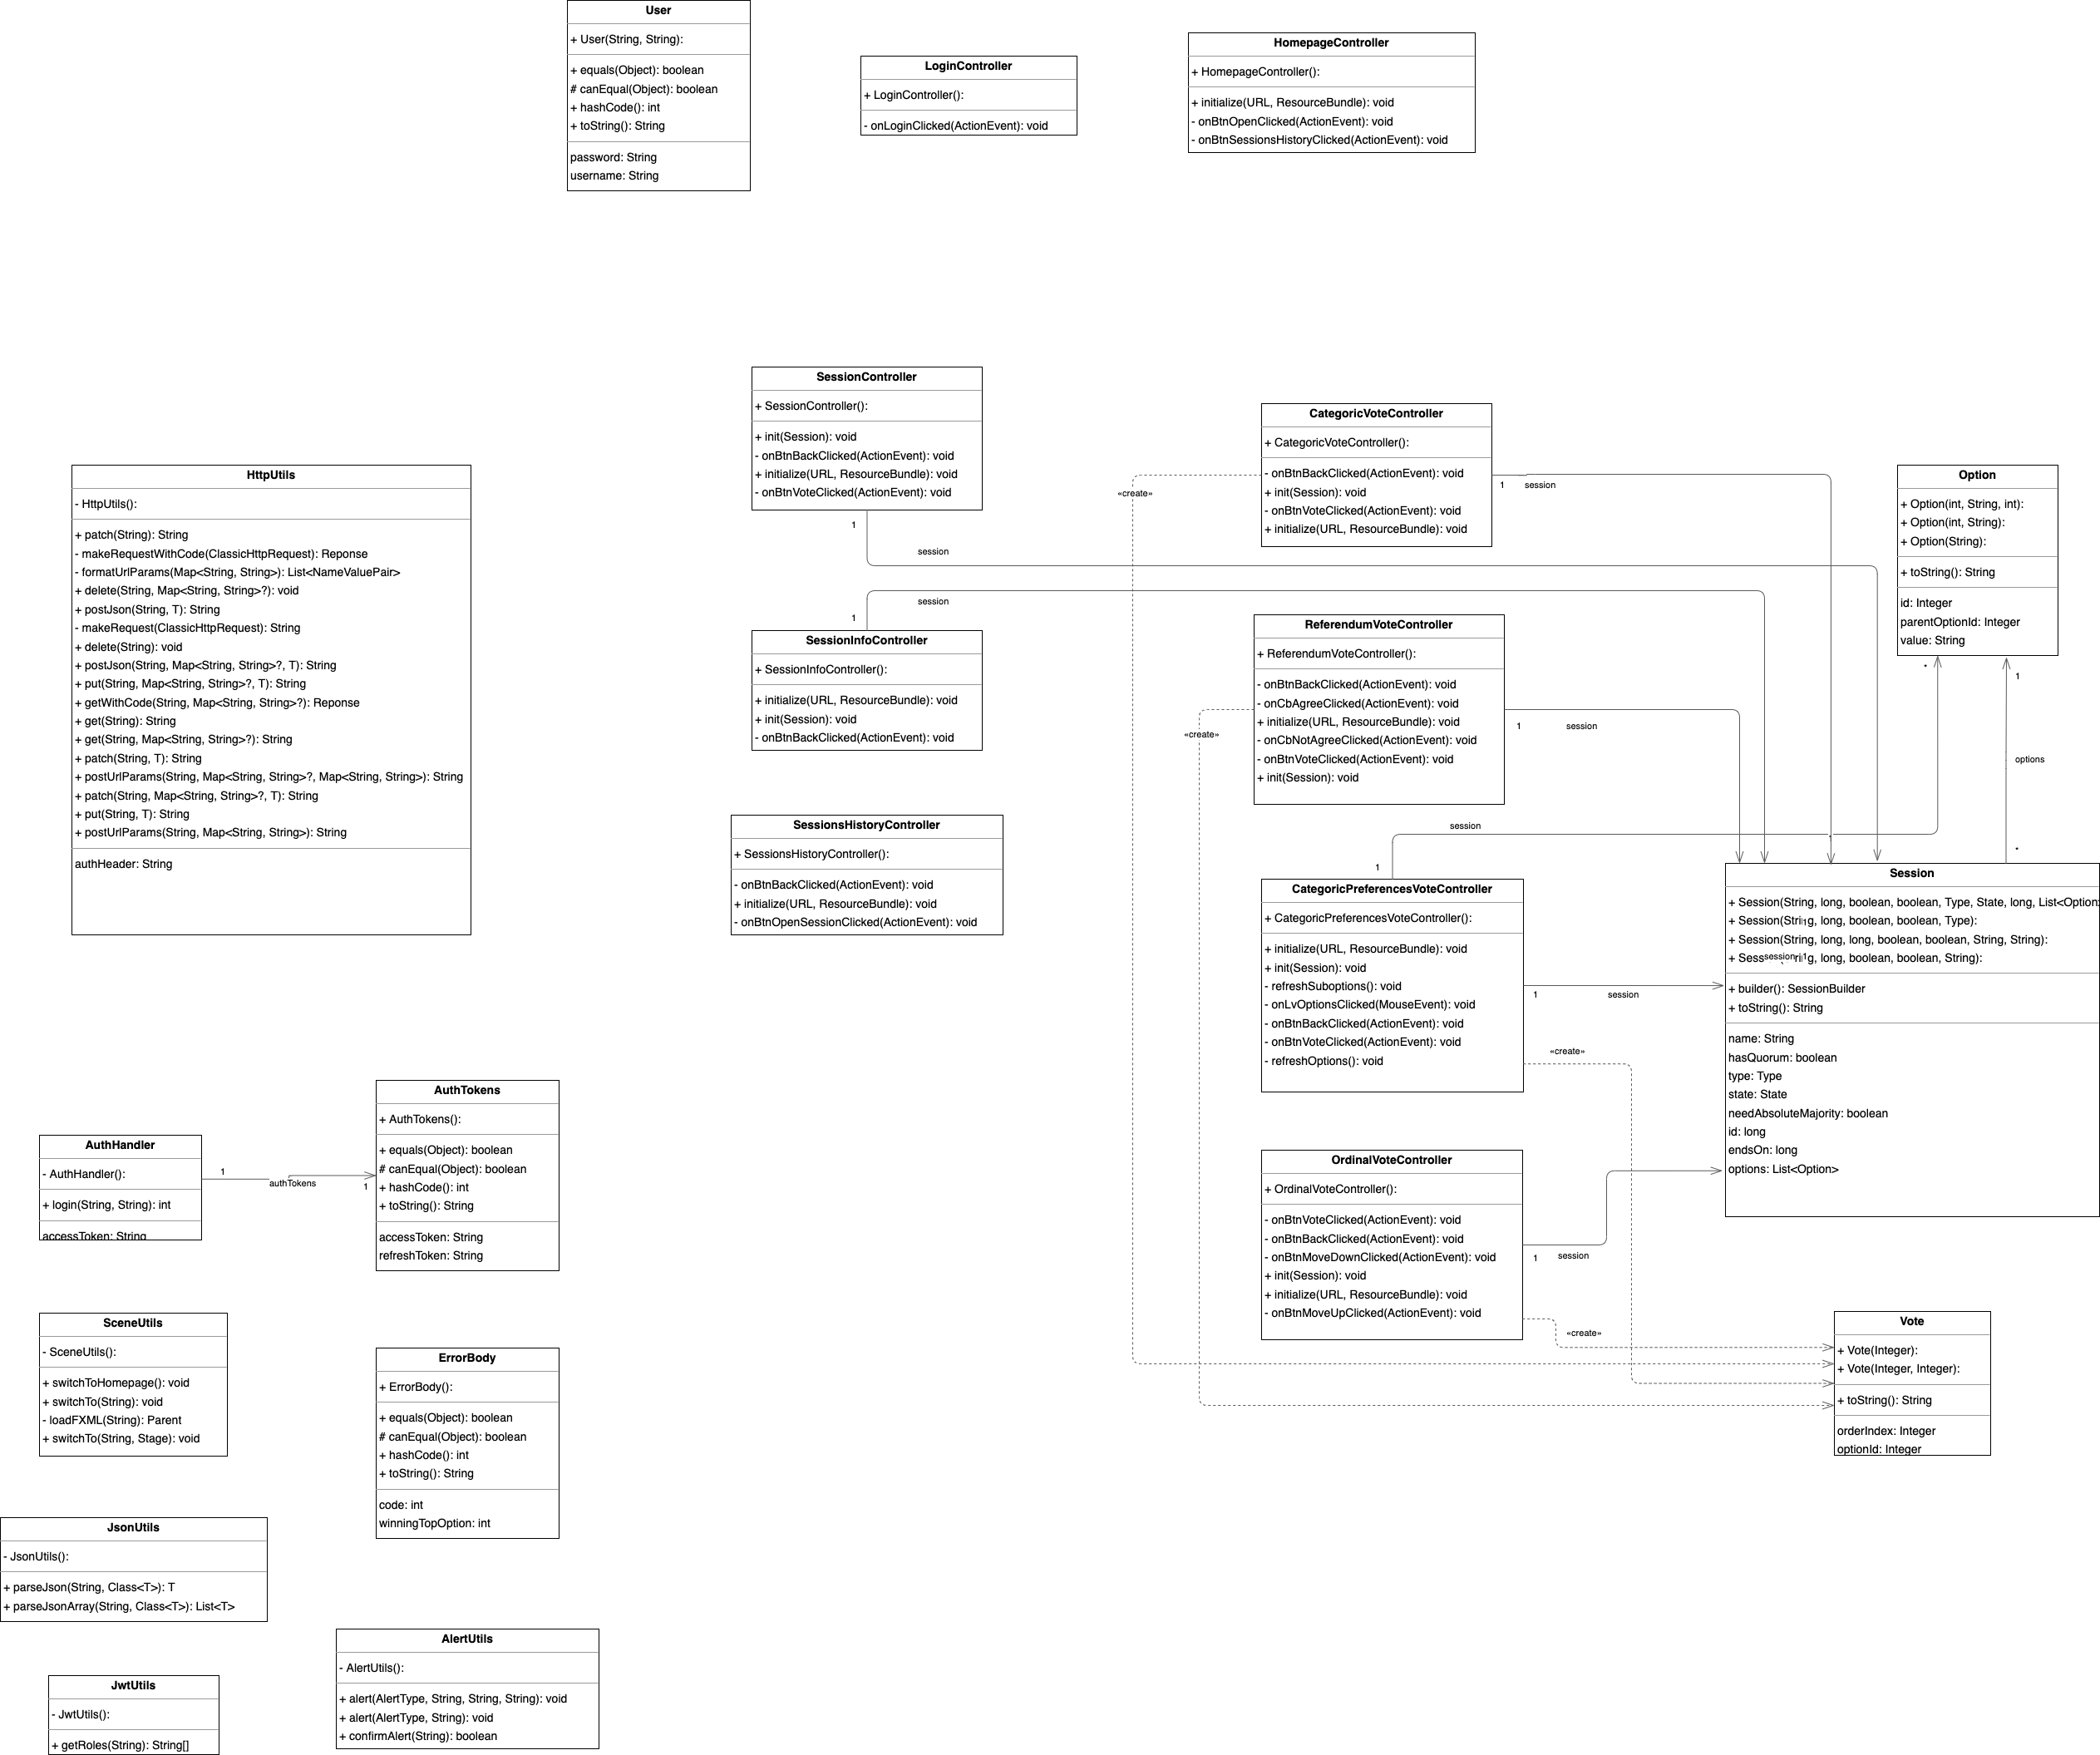 User
+ User(String, String):
+ equals(Object): boolean
# canEqual(Object): boolean
+ hashCode(): int
+ toString(): String
password: String
username: String
LoginController
+ LoginController():
- onLoginClicked(ActionEvent): void
HomepageController
+ HomepageController():
+ initialize(URL, ResourceBundle): void
- onBtnOpenClicked(ActionEvent): void
- onBtnSessionsHistoryClicked(ActionEvent): void
SessionController
+ SessionController():
+ init(Session): void
- onBtnBackClicked(ActionEvent): void
+ initialize(URL, ResourceBundle): void
- onBtnVoteClicked(ActionEvent): void
1
session
CategoricVoteController
+ CategoricVoteController():
- onBtnBackClicked(ActionEvent): void
+ init(Session): void
- onBtnVoteClicked(ActionEvent): void
+ initialize(URL, ResourceBundle): void
«create»
1
session
Option
+ Option(int, String, int):
+ Option(int, String):
+ Option(String):
+ toString(): String
id: Integer
parentOptionId: Integer
value: String
*
1
options
*
HttpUtils
- HttpUtils():
+ patch(String): String
- makeRequestWithCode(ClassicHttpRequest): Reponse
- formatUrlParams(Map<String, String>): List<NameValuePair>
+ delete(String, Map<String, String>?): void
+ postJson(String, T): String
- makeRequest(ClassicHttpRequest): String
+ delete(String): void
+ postJson(String, Map<String, String>?, T): String
+ put(String, Map<String, String>?, T): String
+ getWithCode(String, Map<String, String>?): Reponse
+ get(String): String
+ get(String, Map<String, String>?): String
+ patch(String, T): String
+ postUrlParams(String, Map<String, String>?, Map<String, String>): String
+ patch(String, Map<String, String>?, T): String
+ put(String, T): String
+ postUrlParams(String, Map<String, String>): String
authHeader: String
session
1
SessionInfoController
+ SessionInfoController():
+ initialize(URL, ResourceBundle): void
+ init(Session): void
- onBtnBackClicked(ActionEvent): void
ReferendumVoteController
+ ReferendumVoteController():
- onBtnBackClicked(ActionEvent): void
- onCbAgreeClicked(ActionEvent): void
+ initialize(URL, ResourceBundle): void
- onCbNotAgreeClicked(ActionEvent): void
- onBtnVoteClicked(ActionEvent): void
+ init(Session): void
«create»
1
session
SessionsHistoryController
+ SessionsHistoryController():
- onBtnBackClicked(ActionEvent): void
+ initialize(URL, ResourceBundle): void
- onBtnOpenSessionClicked(ActionEvent): void
session
1
CategoricPreferencesVoteController
+ CategoricPreferencesVoteController():
+ initialize(URL, ResourceBundle): void
+ init(Session): void
- refreshSuboptions(): void
- onLvOptionsClicked(MouseEvent): void
- onBtnBackClicked(ActionEvent): void
- onBtnVoteClicked(ActionEvent): void
- refreshOptions(): void
1
session
«create»
Session
+ Session(String, long, boolean, boolean, Type, State, long, List<Option
+ Session(String, long, boolean, boolean, Type):
+ Session(String, long, long, boolean, boolean, String, String):
session
1
long, boolean, boolean, String):
+ builder(): SessionBuilder
+ toString(): String
name: String
hasQuorum: boolean
type: Type
state: State
needAbsoluteMajority: boolean
id: long
endsOn: long
options: List<Option>
AuthHandler
- AuthHandler():
+ login(String, String): int
accessToken: String
1
authTokens
1
AuthTokens
+ AuthTokens():
+ equals(Object): boolean
# canEqual(Object): boolean
+ hashCode(): int
+ toString(): String
accessToken: String
refreshToken: String
OrdinalVoteController
+ OrdinalVoteController():
- onBtnVoteClicked(ActionEvent): void
- onBtnBackClicked(ActionEvent): void
- onBtnMoveDownClicked(ActionEvent): void
+ init(Session): void
+ initialize(URL, ResourceBundle): void
- onBtnMoveUpClicked(ActionEvent): void
1
session
«create»
Vote
+ Vote(Integer):
+ Vote(Integer, Integer):
+ toString(): String
orderIndex: Integer
optionId: Integer
SceneUtils
- SceneUtils():
+ switchToHomepage(): void
+ switchTo(String): void
- loadFXML(String): Parent
+ switchTo(String, Stage): void
ErrorBody
+ ErrorBody():
+ equals(Object): boolean
# canEqual(Object): boolean
+ hashCode(): int
+ toString(): String
code: int
winningTopOption: int
JsonUtils
- JsonUtils():
+ parseJson(String, Class<T>): T
+ parseJsonArray(String, Class<T>): List<T>
AlertUtils
- AlertUtils():
+ alert(AlertType, String, String, String): void
+ alert(AlertType, String): void
+ confirmAlert(String): boolean
JwtUtils
- JwtUtils():
+ getRoles(String): String[]